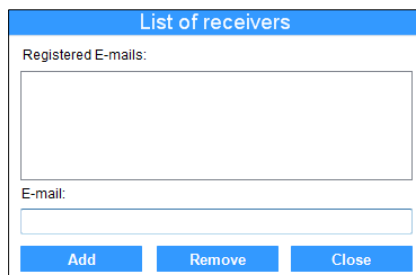 List of receivers
Registered E-mails:
E-mail:
Add Remove Close